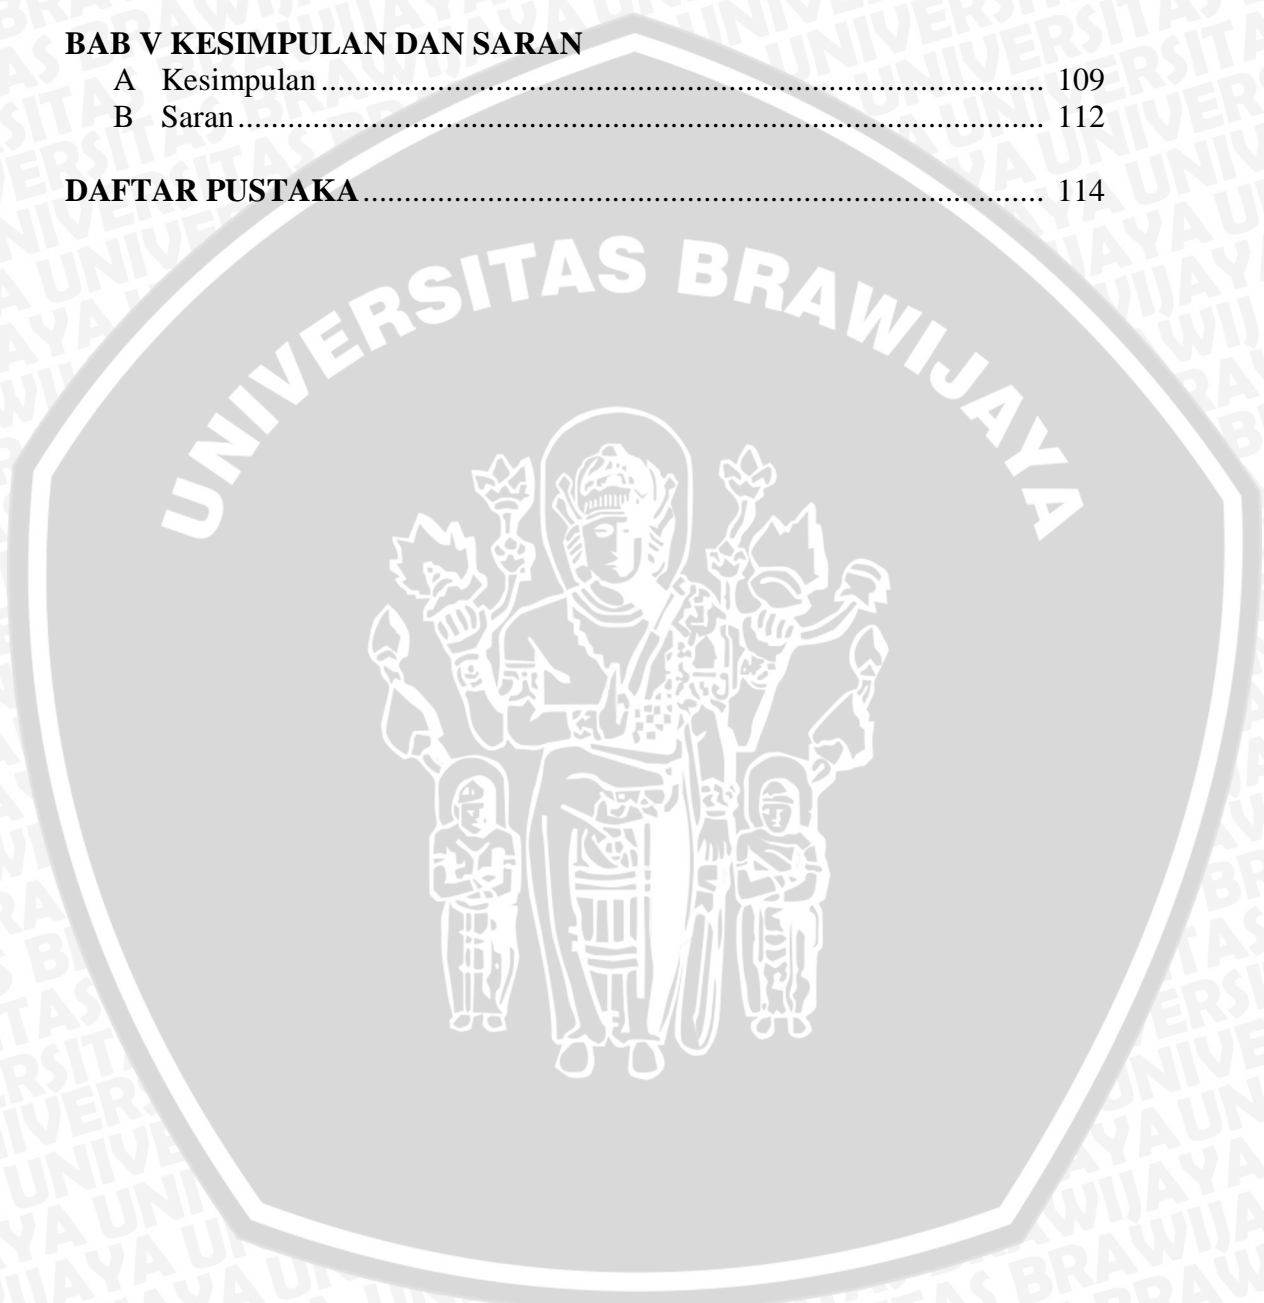 BAB V KESIMPULAN DAN SARAN
A Kesimpulan ........................................................................................ 109
B Saran .................................................................................................. 112
DAFTAR PUSTAKA ................................................................................... 114
UNIVERSITAS BRAWIJAYA